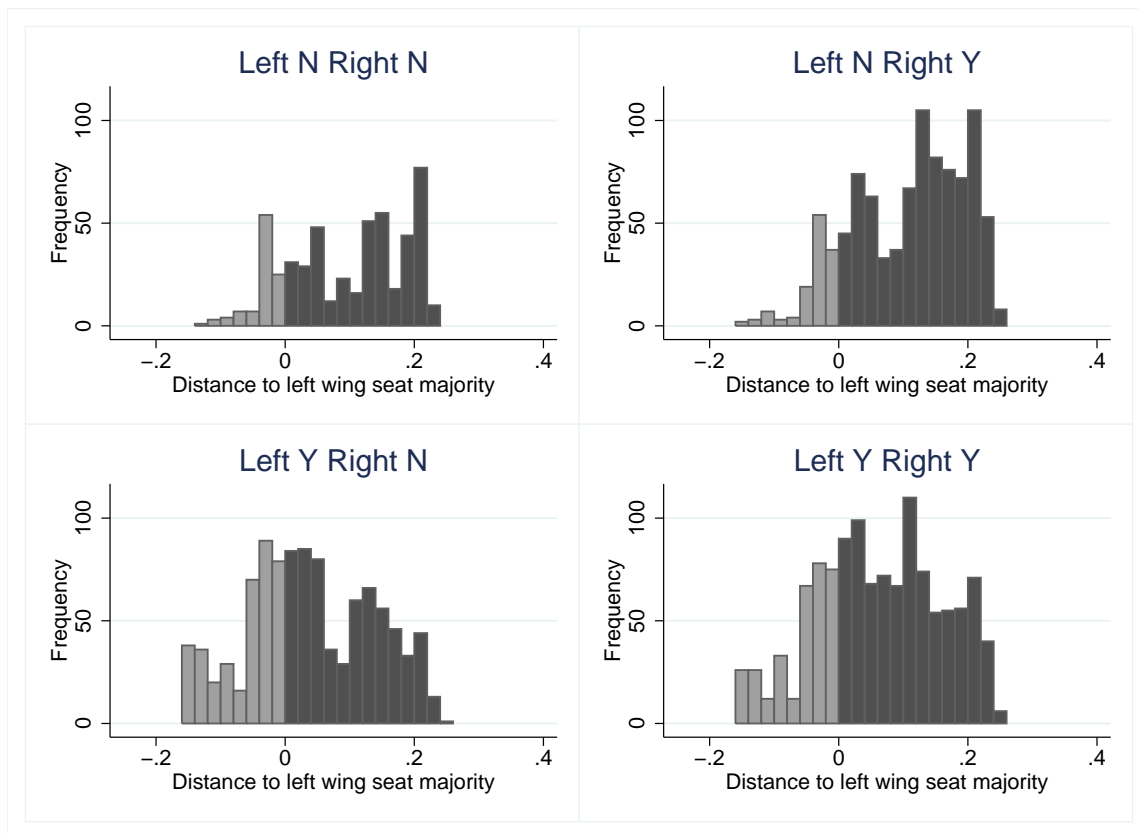 Left N Right N
Frequency
0
50
100
−.2 0 .2 .4
Distance to left wing seat majority
Left N Right Y
Frequency
0
50
100
−.2 0 .2 .4
Distance to left wing seat majority
Left Y Right N
Frequency
0
50
100
−.2 0 .2 .4
Distance to left wing seat majority
Left Y Right Y
Frequency
0
50
100
−.2 0 .2 .4
Distance to left wing seat majority